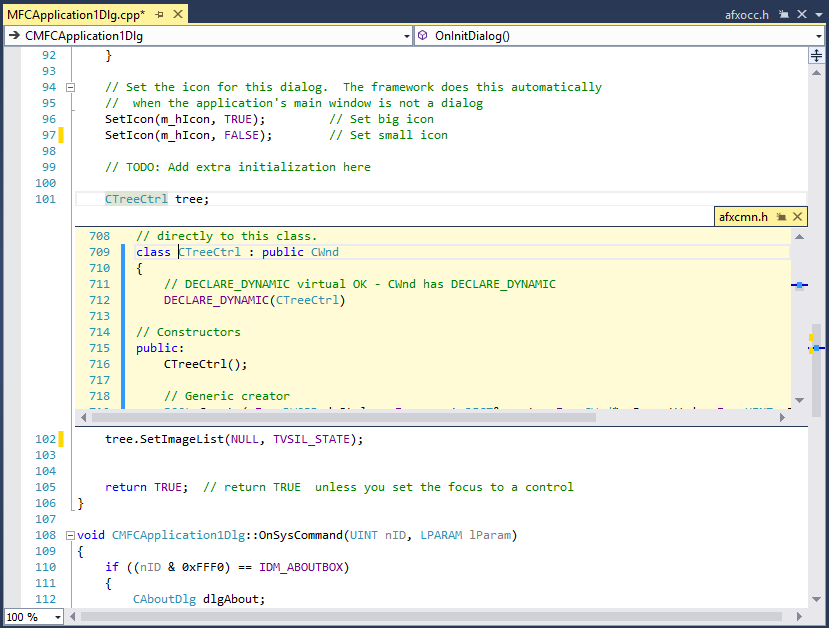 MFCApplication1Dlg.cpp*
afxocc.h
CMFCApplication1Dlg
OnInitDialog()
92 }
93
94 // Set the icon for this dialog.  The framework does this automatically
95 //  when the application's main window is not a dialog
96 SetIcon(m_hIcon, TRUE);         // Set big icon
97 SetIcon(m_hIcon, FALSE);        // Set small icon
98
99 // TODO: Add extra initialization here
100
101 CTreeCtrl tree;
afxcmn.h
708 // directly to this class.
709 class CTreeCtrl : public CWnd
710 {
711     // DECLARE_DYNAMIC virtual OK - CWnd has DECLARE_DYNAMIC
712     DECLARE_DYNAMIC(CTreeCtrl)
713
714 // Constructors
715 public:
716     CTreeCtrl();
717
718     // Generic creator
102 tree.SetImageList(NULL, TVSIL_STATE);
103
104
105 return TRUE;  // return TRUE  unless you set the focus to a control
106 }
107
108 void CMFCApplication1Dlg::OnSysCommand(UINT nID, LPARAM lParam)
109 {
110     if ((nID & 0xFFF0) == IDM_ABOUTBOX)
111     {
112         CAboutDlg dlgAbout;
100 %